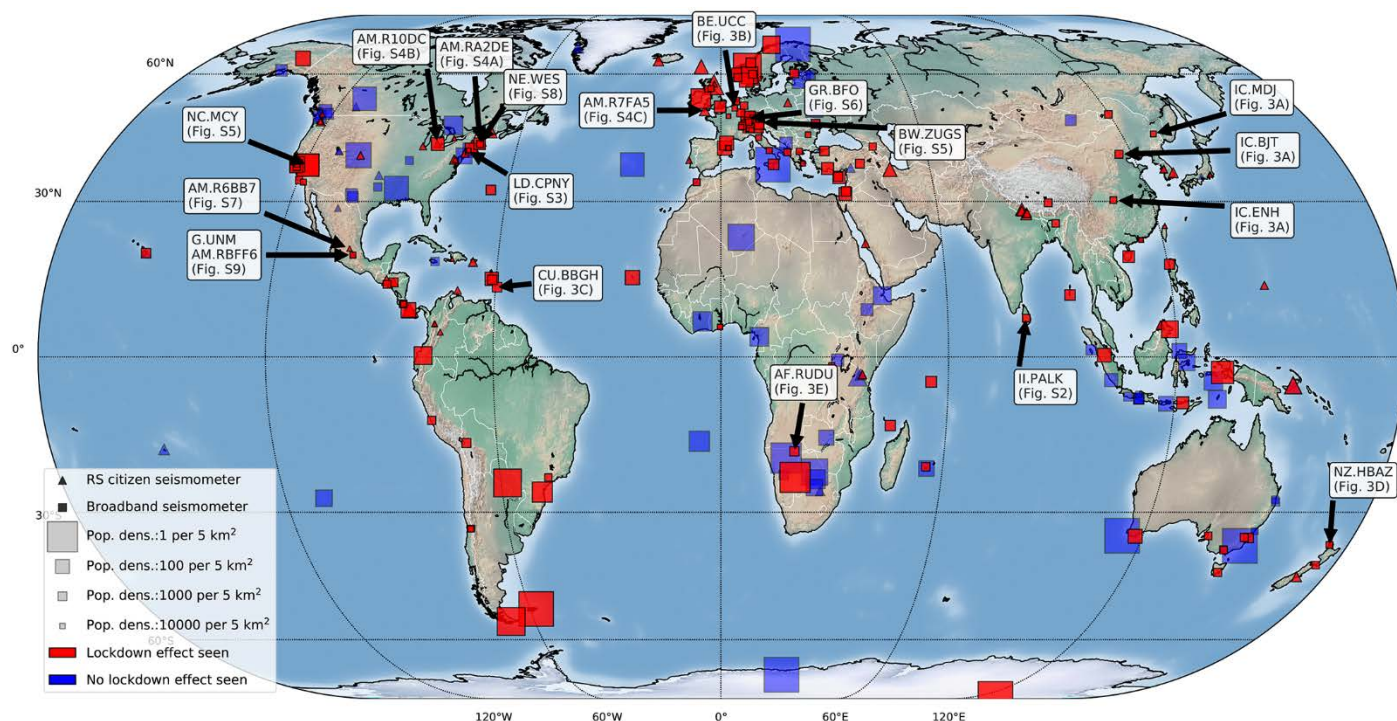 AM.R10DC
(Fig. S4B)
AM.RA2DE
(Fig. S4A)
NE.WES
(Fig. S8)
BE.UCC
(Fig. 3B)
60°N
NC.MCY
(Fig. S5)
AM.R7FA5
(Fig. S4C)
GR.BFO
(Fig. S6)
BW.ZUGS
(Fig. S5)
IC.MDJ
(Fig. 3A)
IC.BJT
(Fig. 3A)
30°N
AM.R6BB7
(Fig. S7)
LD.CPNY
(Fig. S3)
IC.ENH
(Fig. 3A)
G.UNM
AM.RBFF6
(Fig. S9)
CU.BBGH
(Fig. 3C)
0°
AF.RUDU
(Fig. 3E)
II.PALK
(Fig. S2)
NZ.HBAZ
(Fig. 3D)
RS citizen seismometer
Broadband seismometer
30°S
Pop. dens.:1 per 5 km²
Pop. dens.:100 per 5 km²
Pop. dens.:1000 per 5 km²
Pop. dens.:10000 per 5 km²
60°S
Lockdown effect seen
No lockdown effect seen
120°W 60°W 0° 60°E 120°E